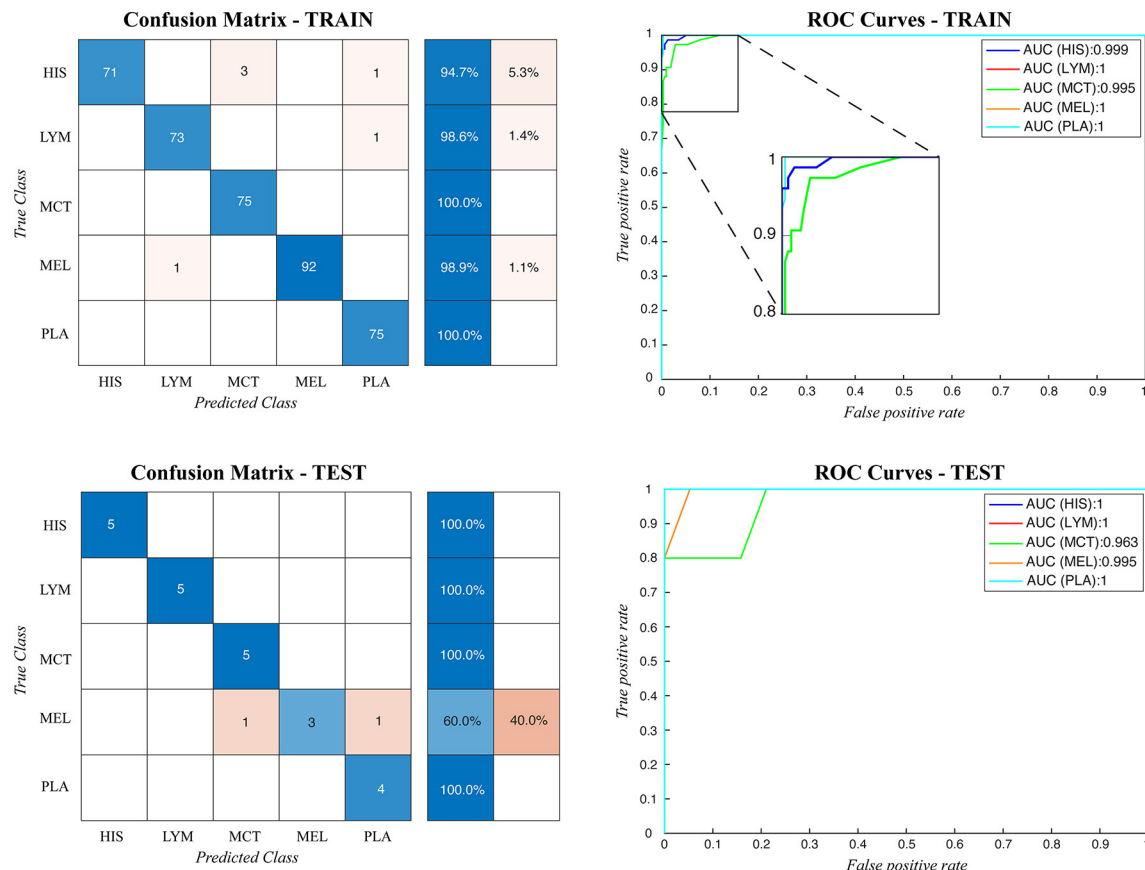 Confusion Matrix - TRAIN
True Class
HIS 71 3 1 94.7% 5.3%
LYM 73 1 98.6% 1.4%
MCT 75 100.0%
MEL 1 92 98.9% 1.1%
PLA 75 100.0%
HIS LYM MCT MEL PLA
Predicted Class
ROC Curves - TRAIN
True positive rate
1
0.9
0.8
0.7
0.6
0.5
0.4
0.3
0.2
0.1
0
AUC (HIS):0.999
AUC (LYM):1
AUC (MCT):0.995
AUC (MEL):1
AUC (PLA):1
1
0.9
0.8
0 0.1 0.2 0.3 0.4 0.5 0.6 0.7 0.8 0.9 1
False positive rate
Confusion Matrix - TEST
True Class
HIS 5 100.0%
LYM 5 100.0%
MCT 5 100.0%
MEL 1 3 1 60.0% 40.0%
PLA 4 100.0%
HIS LYM MCT MEL PLA
Predicted Class
ROC Curves - TEST
True positive rate
1
0.9
0.8
0.7
0.6
0.5
0.4
0.3
0.2
0.1
0
AUC (HIS):1
AUC (LYM):1
AUC (MCT):0.963
AUC (MEL):0.995
AUC (PLA):1
0 0.1 0.2 0.3 0.4 0.5 0.6 0.7 0.8 0.9 1
False positive rate